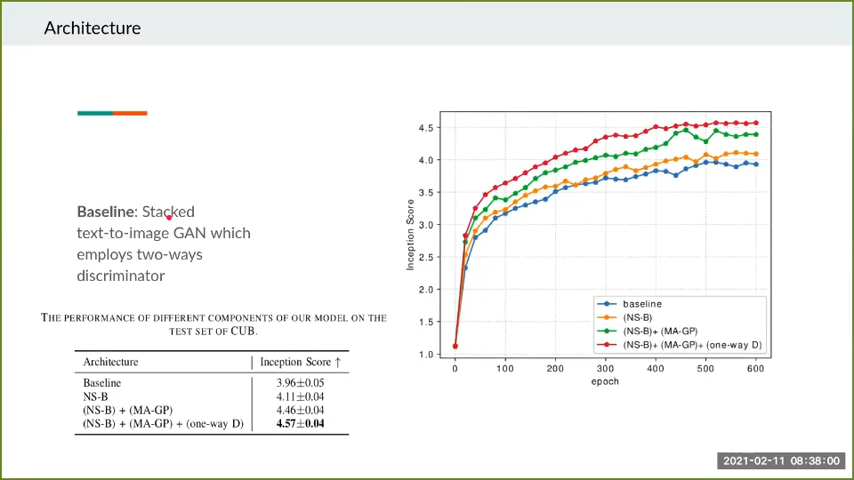 Architecture
Baseline: Stacked
text-to-image GAN which
employs two-ways
discriminator
THE PERFORMANCE OF DIFFERENT COMPONENTS OF OUR MODEL ON THE
TEST SET OF CUB.
Architecture Inception Score ↑
Baseline 3.96±0.05
NS-B 4.11±0.04
(NS-B) + (MA-GP) 4.46±0.04
(NS-B) + (MA-GP) + (one-way D) 4.57±0.04
Inception Score
4.5
4.0
3.5
3.0
2.5
2.0
1.5
1.0
0 100 200 300 400 500 600
epoch
baseline
(NS-B)
(NS-B)+ (MA-GP)
(NS-B)+ (MA-GP)+ (one-way D)
2021-02-11 08:38:00